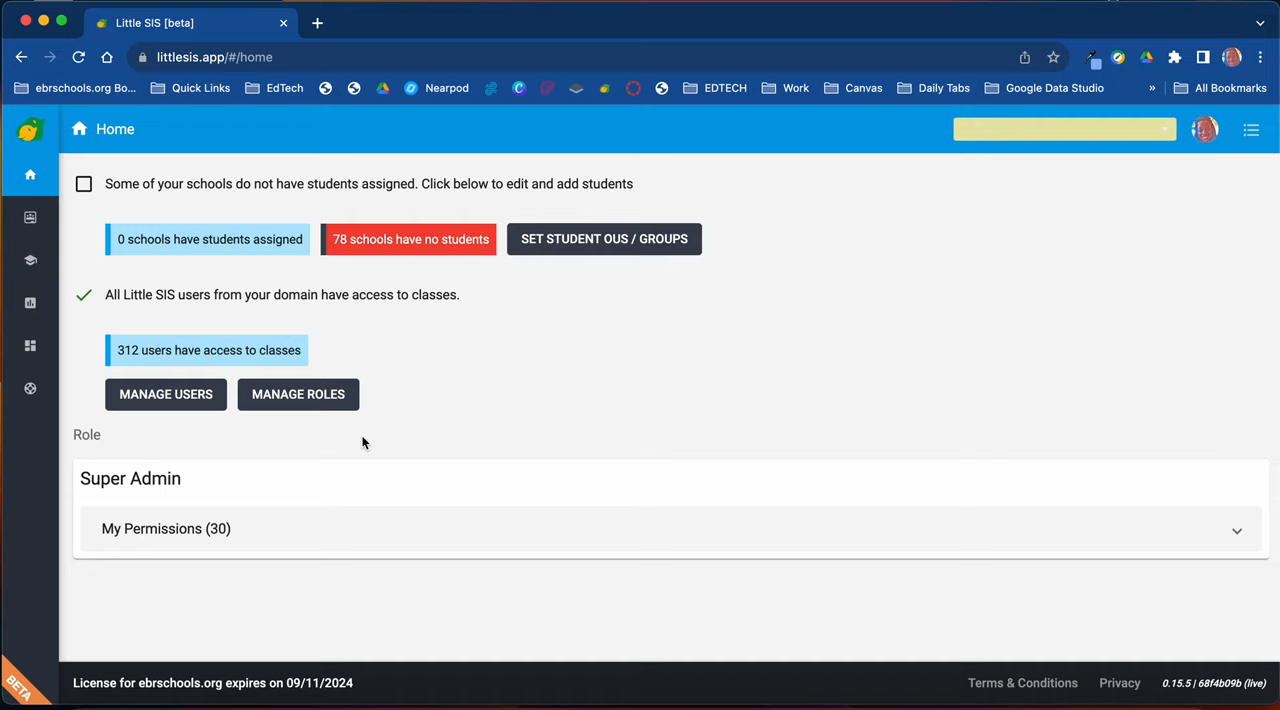 Little SIS [beta]
littlesis.app/#/home
ebrschools.org Bo... Quick Links EdTech Nearpod EDTECH Work Canvas Daily Tabs Google Data Studio » All Bookmarks
Home
Some of your schools do not have students assigned. Click below to edit and add students
0 schools have students assigned 78 schools have no students SET STUDENT OUS / GROUPS
All Little SIS users from your domain have access to classes.
312 users have access to classes
MANAGE USERS MANAGE ROLES
Role
Super Admin
My Permissions (30)
BETA
License for ebrschools.org expires on 09/11/2024 Terms & Conditions Privacy 0.15.5 | 68f4b09b (live)